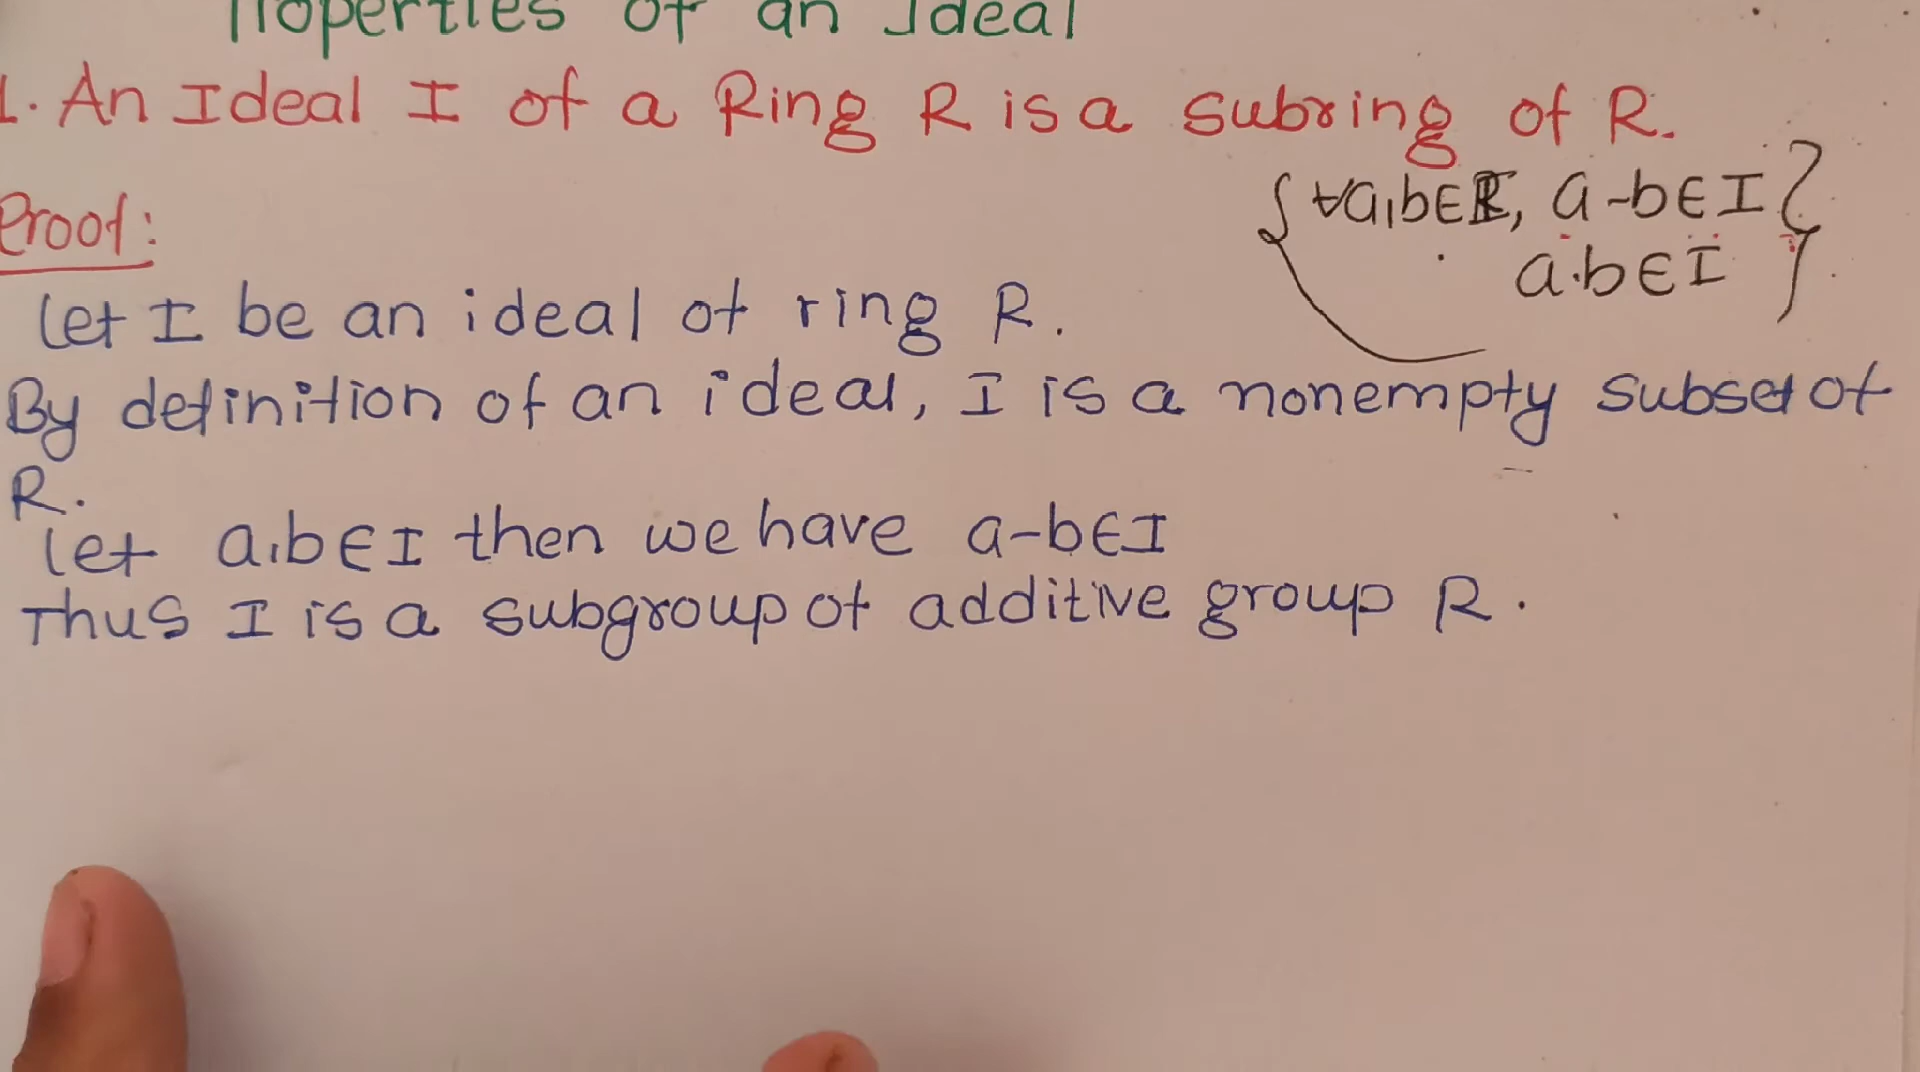 Properties of an Ideal
1. An Ideal I of a Ring R is a subring of R.
{ ∀a,b∈I, a-b∈I
a.b∈I }
Proof:
let I be an ideal of ring R.
By definition of an ideal, I is a nonempty subset of
R.
let a,b∈I then we have a-b∈I
Thus I is a subgroup of additive group R.